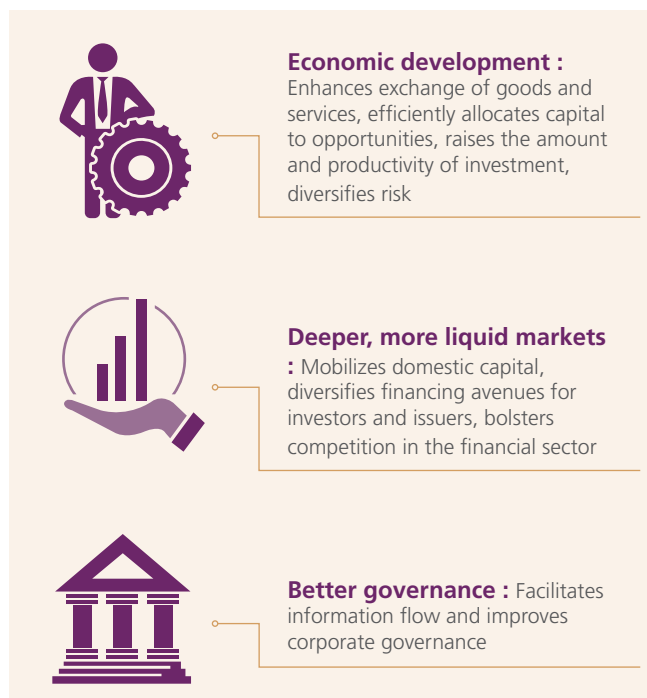 Economic development :
Enhances exchange of goods and
services, efficiently allocates capital
to opportunities, raises the amount
and productivity of investment,
diversifies risk
Deeper, more liquid markets
: Mobilizes domestic capital,
diversifies financing avenues for
investors and issuers, bolsters
competition in the financial sector
Better governance : Facilitates
information flow and improves
corporate governance